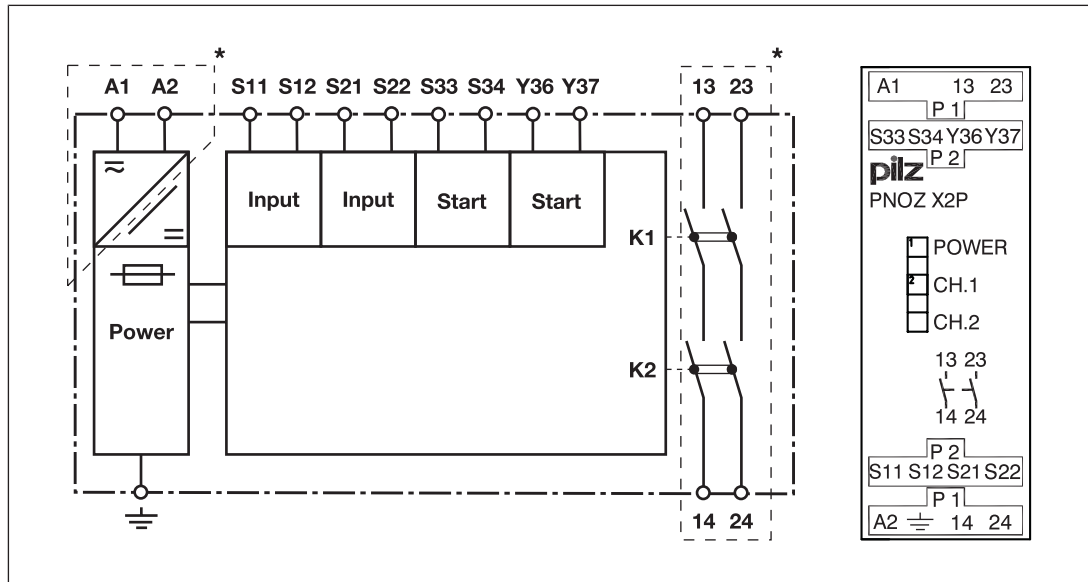 * *
A1 A2 S11 S12 S21 S22 S33 S34 Y36 Y37 13 23
Input Input Start Start
K1
Power
K2
14 24
A1 13 23
P 1
S33 S34 Y36 Y37
P 2
pilz
PNOZ X2P
1 POWER
2 CH.1
CH.2
13 23
14 24
P 2
S11 S12 S21 S22
P 1
A2 14 24